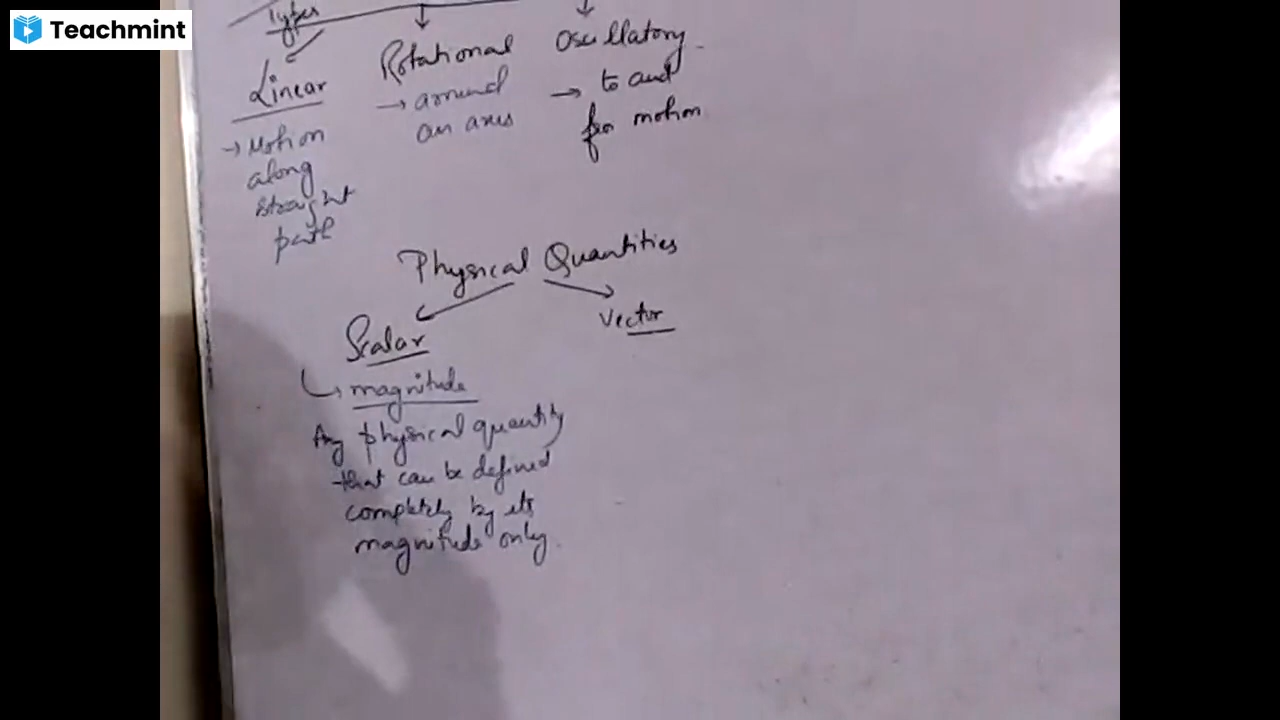 Teachmint
Types
Linear
→ Motion
along
straight
path
Rotational
→ around
an axis
Oscillatory
→ to and
fro motion
Physical Quantities
Scalar
→ magnitude
Any physical quantity
that can be defined
completely by its
magnitude only.
Vector